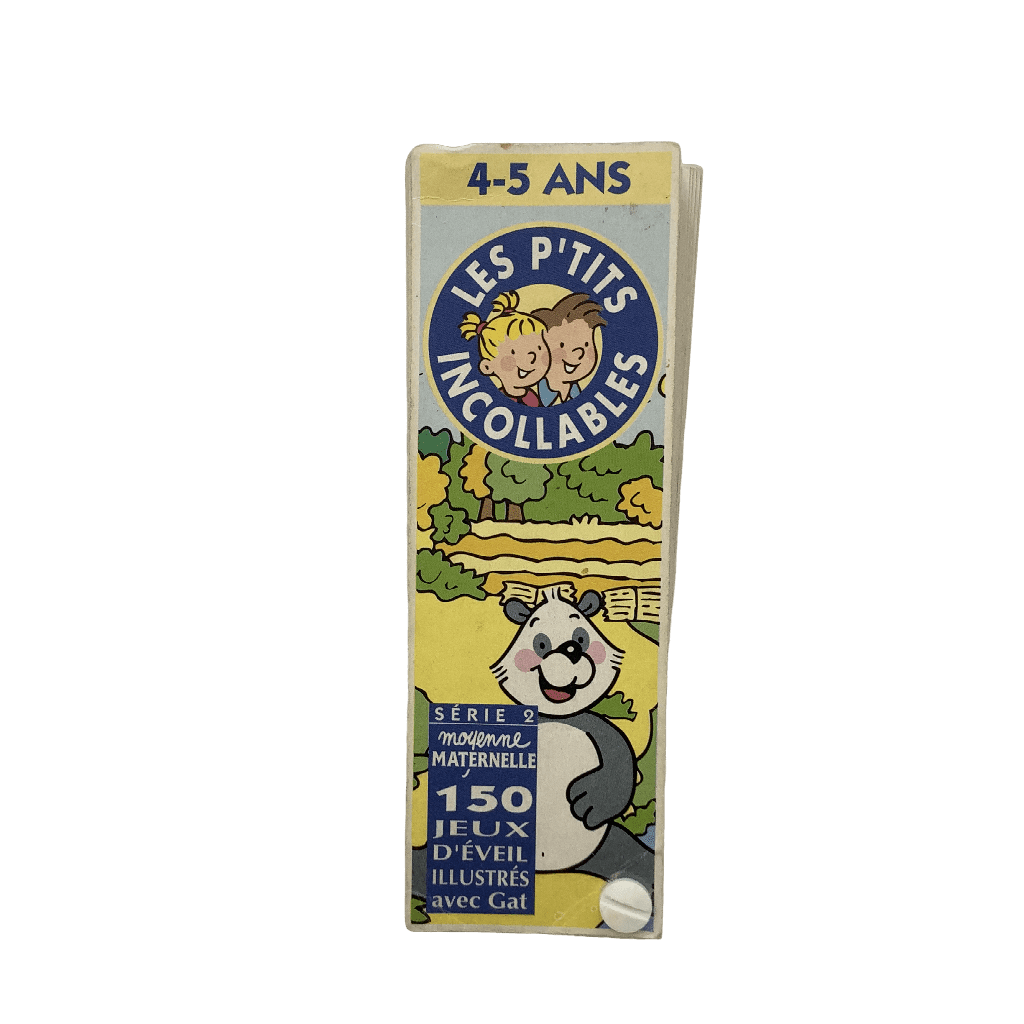 4-5 ANS
LES P'TITS
INCOLLABLES
SÉRIE 2
moyenne
MATERNELLE
150
JEUX
D'ÉVEIL
ILLUSTRÉS
avec Gat